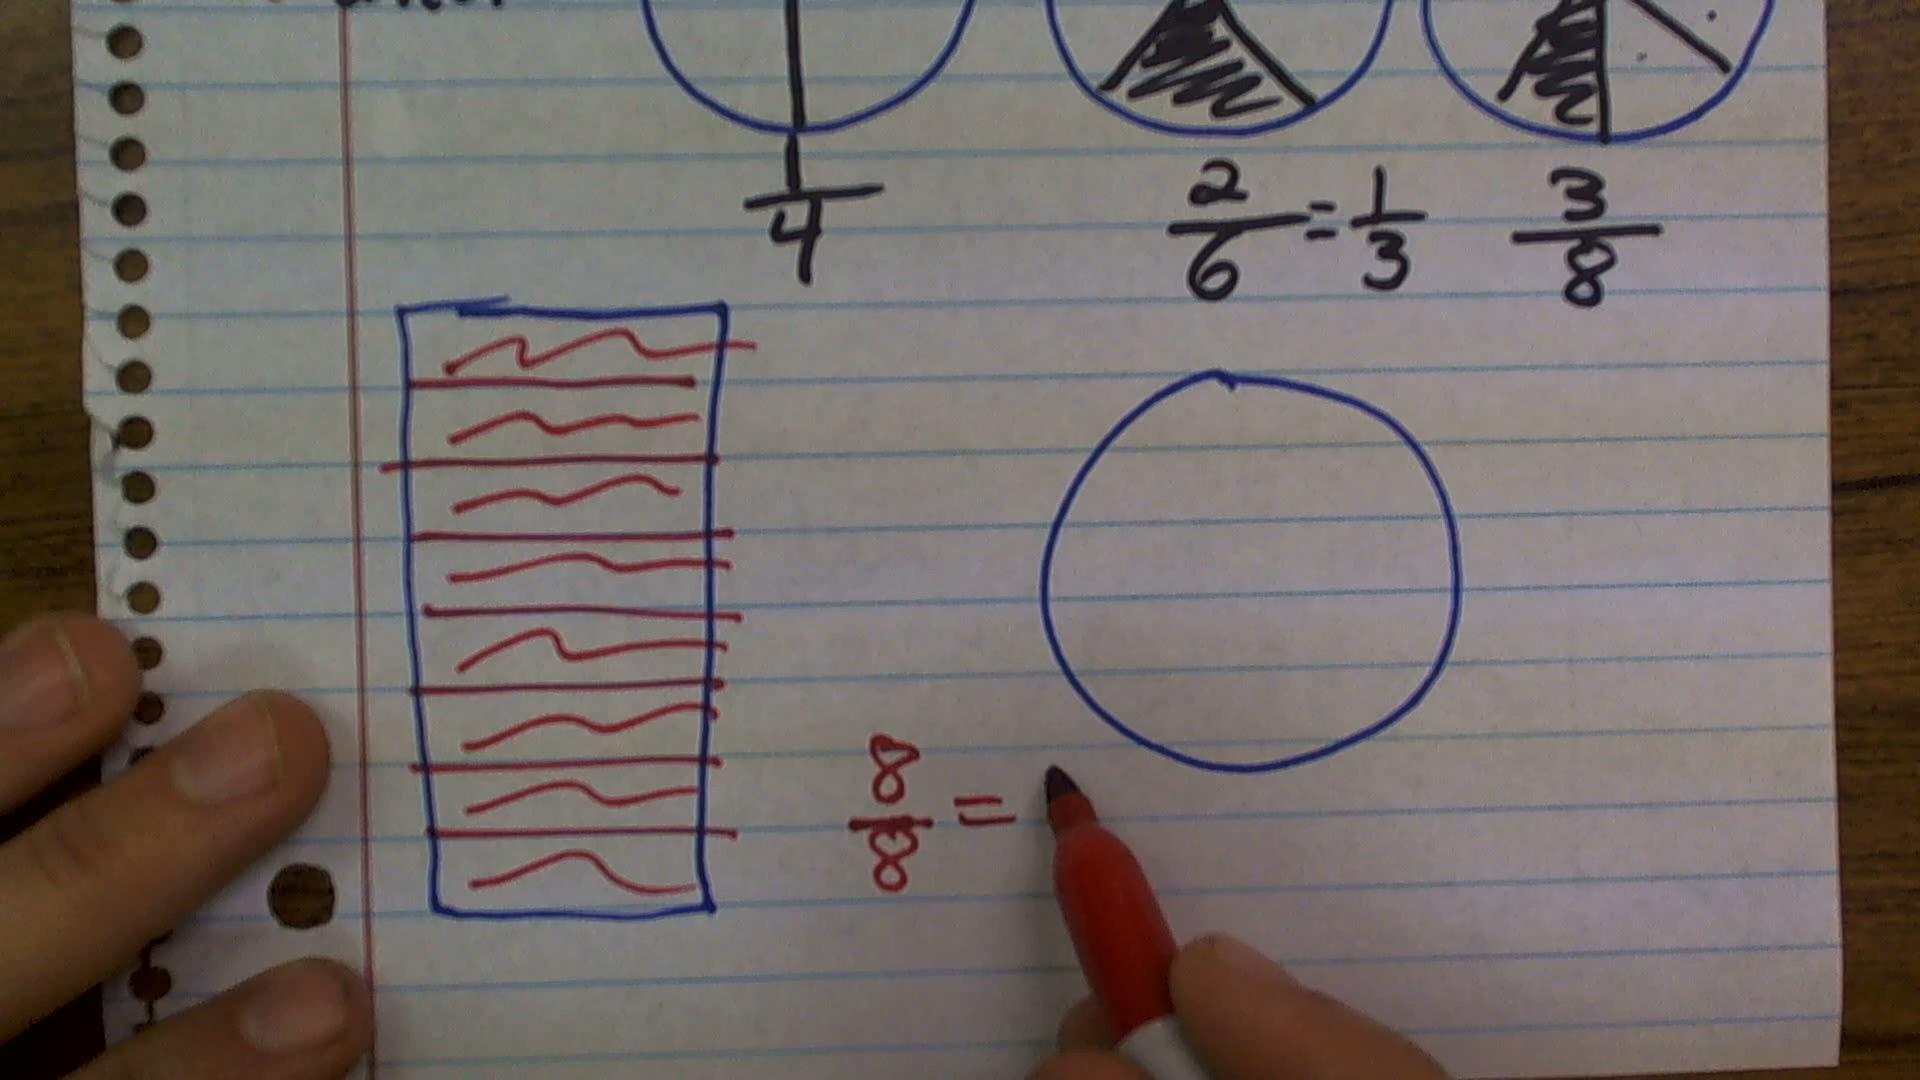 1/4 2/6 = 1/3 3/8
8/8 =